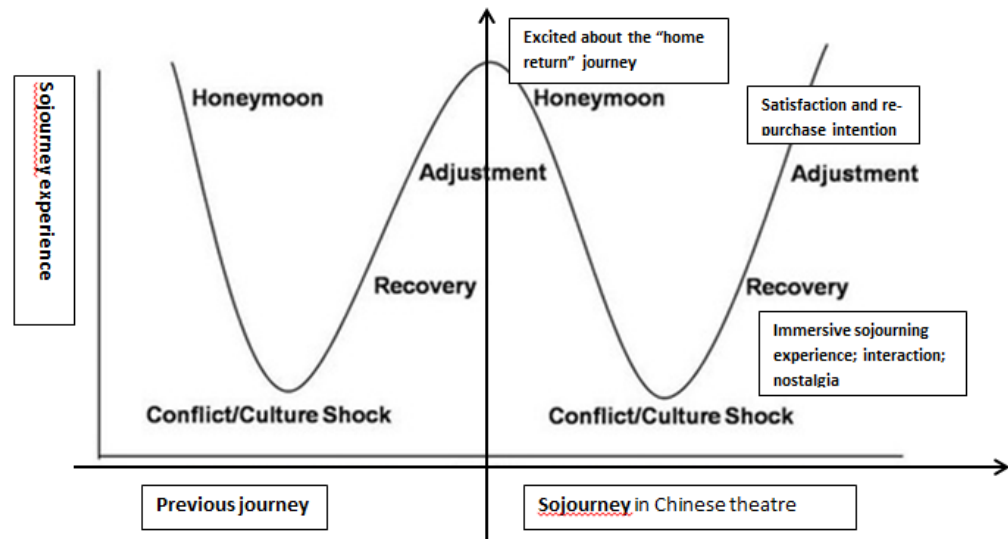 Excited about the “home
return” journey
Sojourney experience
Honeymoon
Honeymoon
Satisfaction and re-
purchase intention
Adjustment
Adjustment
Recovery
Recovery
Immersive sojourning
experience; interaction;
nostalgia
Conflict/Culture Shock
Conflict/Culture Shock
Previous journey
Sojourney in Chinese theatre